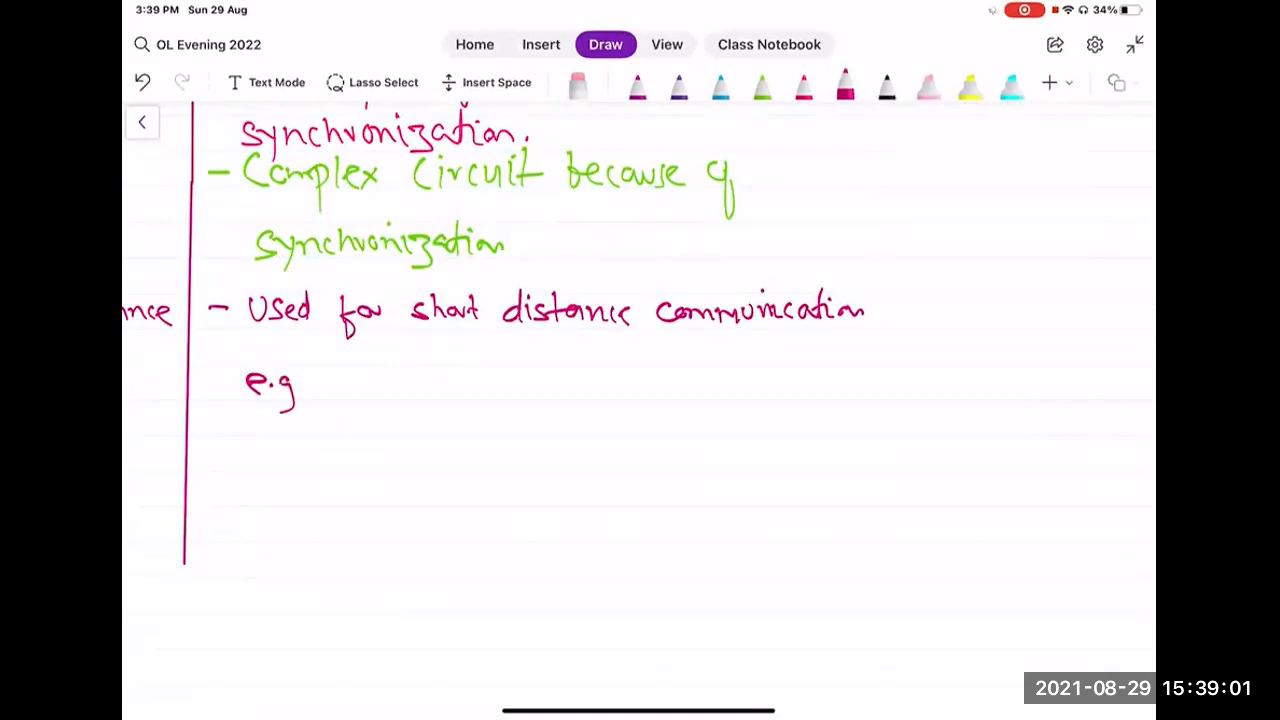 3:39 PM Sun 29 Aug 34%
OL Evening 2022 Home Insert Draw View Class Notebook
Text Mode Lasso Select Insert Space
synchronization.
- Complex Circuit because of
synchronization
nce - Used for short distance communication
e.g
2021-08-29 15:39:01